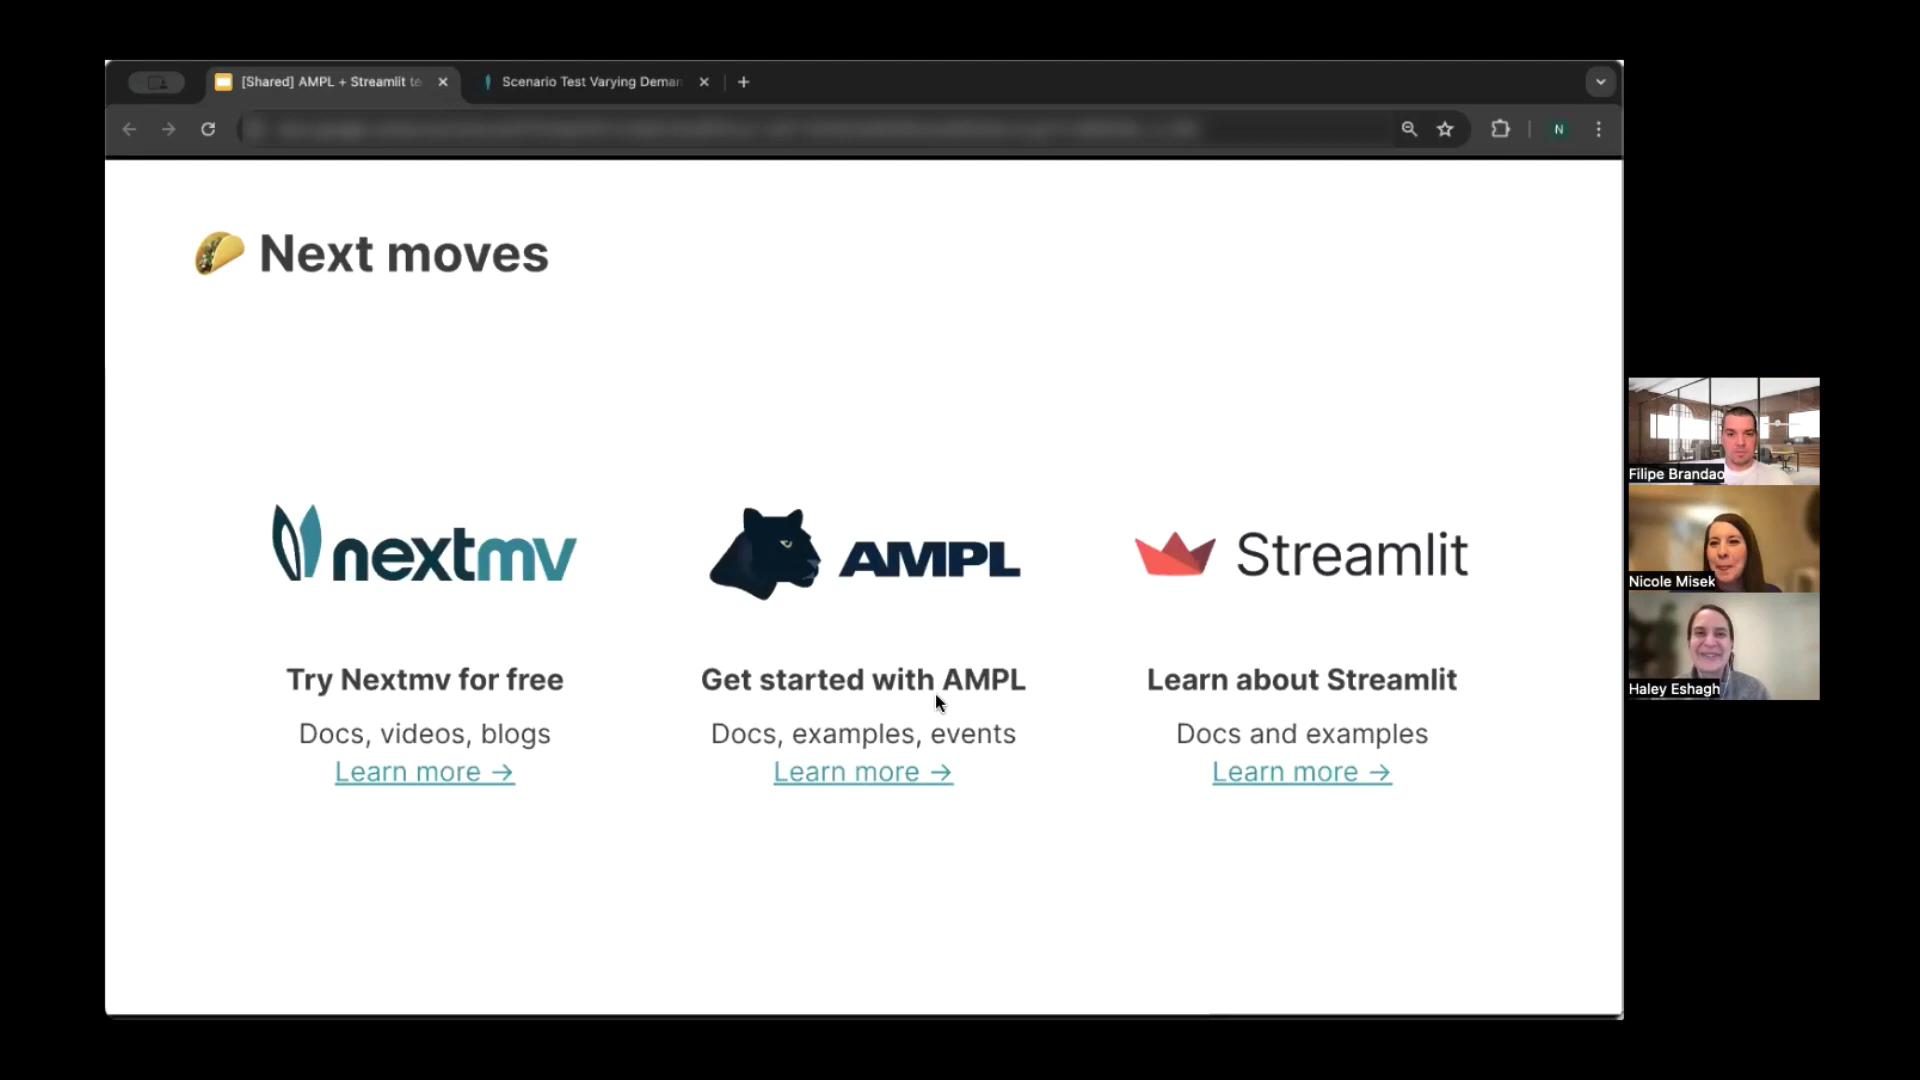 [Shared] AMPL + Streamlit te
Scenario Test Varying Deman
N
Next moves
nextmv
AMPL
Streamlit
Try Nextmv for free
Get started with AMPL
Learn about Streamlit
Docs, videos, blogs
Docs, examples, events
Docs and examples
Learn more →
Learn more →
Learn more →
Filipe Brandao
Nicole Misek
Haley Eshagh